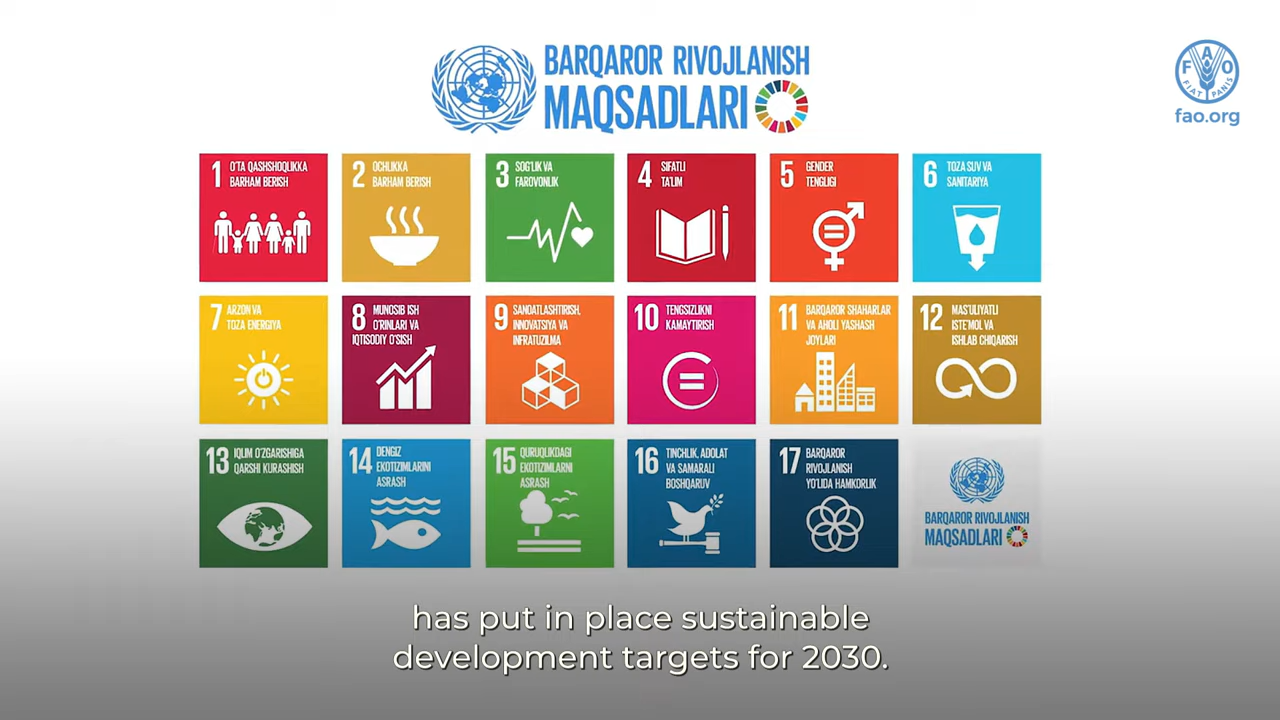 BARQAROR RIVOJLANISH
MAQSADLARI
F A O
FIAT PANIS
fao.org
1 O'TA QASHSHOQLIKKA
BARHAM BERISH
2 OCHLIKKA
BARHAM BERISH
3 SOG'LIK VA
FAROVONLIK
4 SIFATLI
TA'LIM
5 GENDER
TENGLIGI
6 TOZA SUV VA
SANITARIYA
7 ARZON VA
TOZA ENERGIYA
8 MUNOSIB ISH
O'RINLARI VA
IQTISODIY O'SISH
9 SANOATLASHTIRISH,
INNOVATSIYA VA
INFRATUZILMA
10 TENGSIZLIKNI
KAMAYTIRISH
11 BARQAROR SHAHARLAR
VA AHOLI YASHASH
JOYLARI
12 MAS'ULIYATLI
ISTE'MOL VA
ISHLAB CHIQARISH
13 IQLIM O'ZGARISHIGA
QARSHI KURASHISH
14 DENGIZ
EKOTIZIMLARINI
ASRASH
15 QURUQLIKDAGI
EKOTIZIMLARNI
ASRASH
16 TINCHLIK, ADOLAT
VA SAMARALI
BOSHQARUV
17 BARQAROR
RIVOJLANISH
YO'LIDA HAMKORLIK
BARQAROR RIVOJLANISH
MAQSADLARI
has put in place sustainable
development targets for 2030.